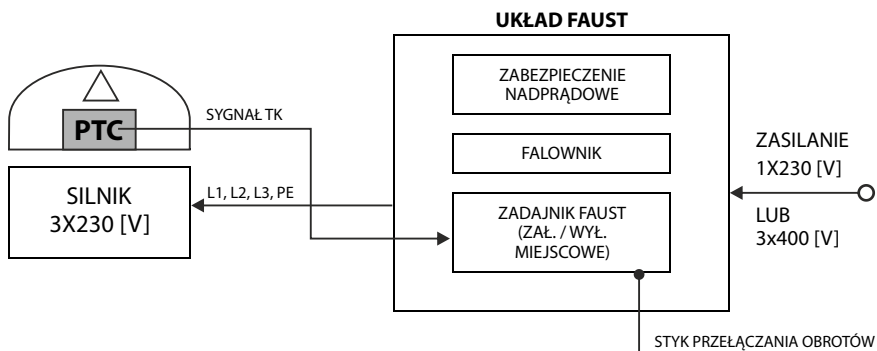 UKŁAD FAUST
ZABEZPIECZENIE
NADPRĄDOWE
FALOWNIK
ZADAJNIK FAUST
(ZAŁ. / WYŁ.
MIEJSCOWE)
PTC
SYGNAŁ TK
SILNIK
3X230 [V]
L1, L2, L3, PE
ZASILANIE
1X230 [V]
LUB
3x400 [V]
STYK PRZEŁĄCZANIA OBROTÓW